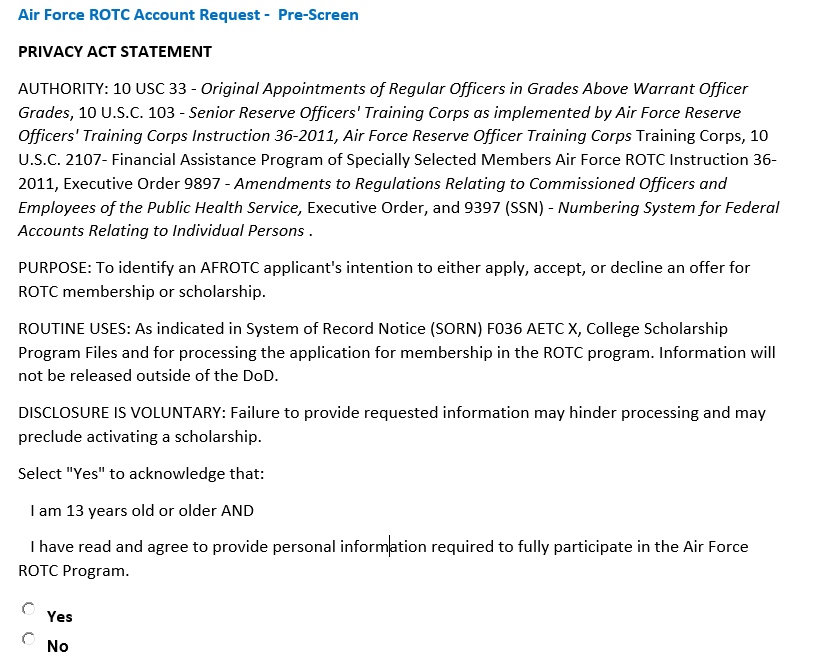 Air Force ROTC Account Request -  Pre-Screen
PRIVACY ACT STATEMENT
AUTHORITY: 10 USC 33 - Original Appointments of Regular Officers in Grades Above Warrant Officer
Grades, 10 U.S.C. 103 - Senior Reserve Officers' Training Corps as implemented by Air Force Reserve
Officers' Training Corps Instruction 36-2011, Air Force Reserve Officer Training Corps Training Corps, 10
U.S.C. 2107- Financial Assistance Program of Specially Selected Members Air Force ROTC Instruction 36-
2011, Executive Order 9897 - Amendments to Regulations Relating to Commissioned Officers and
Employees of the Public Health Service, Executive Order, and 9397 (SSN) - Numbering System for Federal
Accounts Relating to Individual Persons .
PURPOSE: To identify an AFROTC applicant's intention to either apply, accept, or decline an offer for
ROTC membership or scholarship.
ROUTINE USES: As indicated in System of Record Notice (SORN) F036 AETC X, College Scholarship
Program Files and for processing the application for membership in the ROTC program. Information will
not be released outside of the DoD.
DISCLOSURE IS VOLUNTARY: Failure to provide requested information may hinder processing and may
preclude activating a scholarship.
Select "Yes" to acknowledge that:
I am 13 years old or older AND
I have read and agree to provide personal information required to fully participate in the Air Force
ROTC Program.
Yes
No